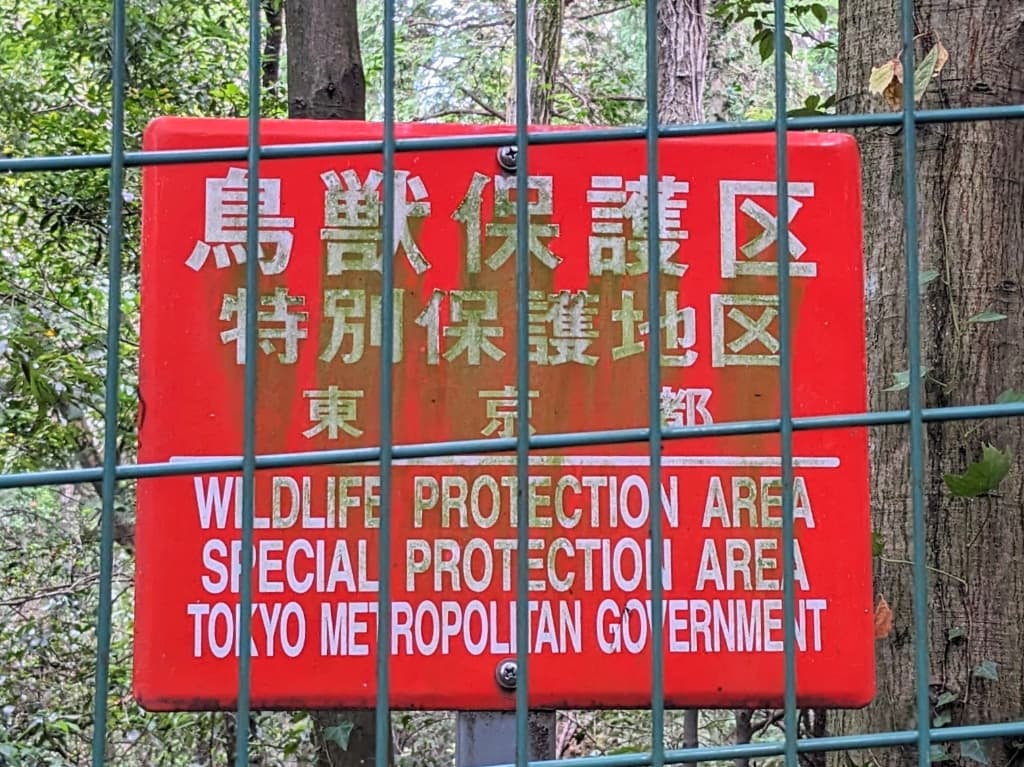 鳥獣保護区
特別保護地区
東京都
WILDLIFE PROTECTION AREA
SPECIAL PROTECTION AREA
TOKYO METROPOLITAN GOVERNMENT